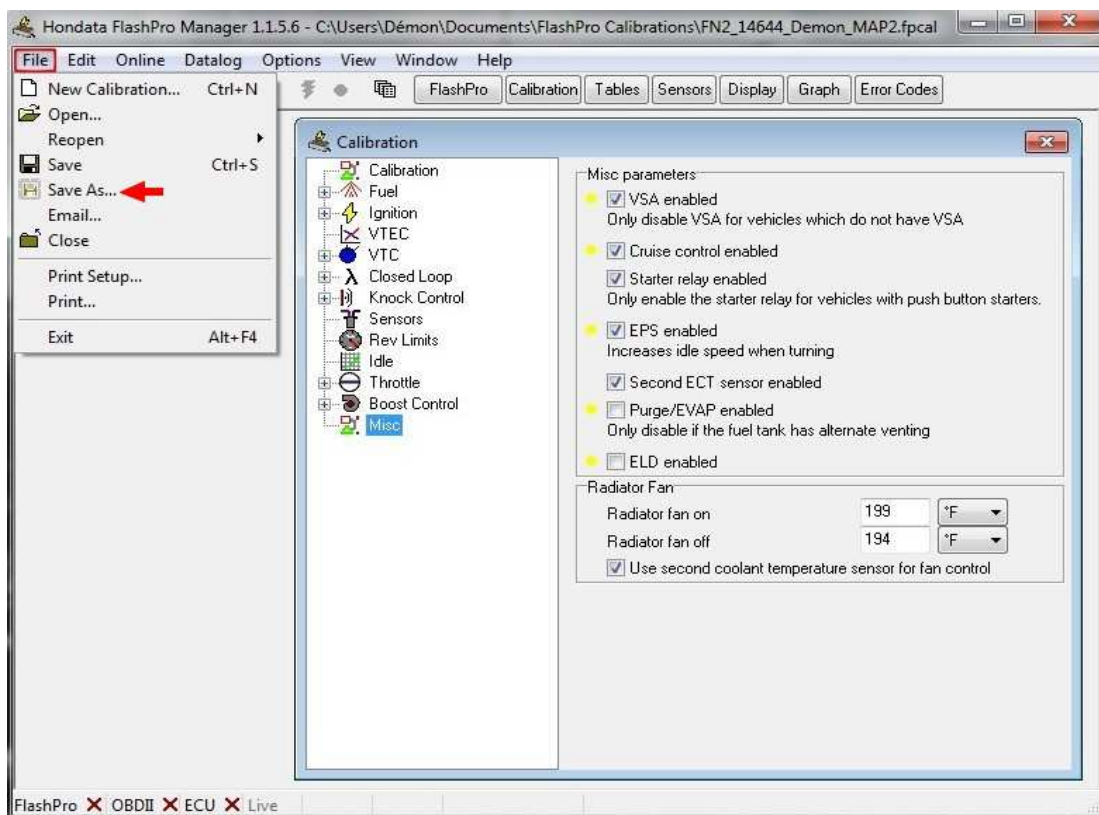 Hondata FlashPro Manager 1.1.5.6 - C:\Users\Démon\Documents\FlashPro Calibrations\FN2_14644_Demon_MAP2.fpcal
File Edit Online Datalog Options View Window Help
FlashPro Calibration Tables Sensors Display Graph Error Codes
New Calibration... Ctrl+N
Open...
Reopen
Save Ctrl+S
Save As...
Email...
Close
Print Setup...
Print...
Exit Alt+F4
Calibration
Calibration
Fuel
Ignition
VTEC
VTC
Closed Loop
Knock Control
Sensors
Rev Limits
Idle
Throttle
Boost Control
Misc
Misc parameters
VSA enabled
Only disable VSA for vehicles which do not have VSA
Cruise control enabled
Starter relay enabled
Only enable the starter relay for vehicles with push button starters.
EPS enabled
Increases idle speed when turning
Second ECT sensor enabled
Purge/EVAP enabled
Only disable if the fuel tank has alternate venting
ELD enabled
Radiator Fan
Radiator fan on 199 °F
Radiator fan off 194 °F
Use second coolant temperature sensor for fan control
FlashPro OBDII ECU Live